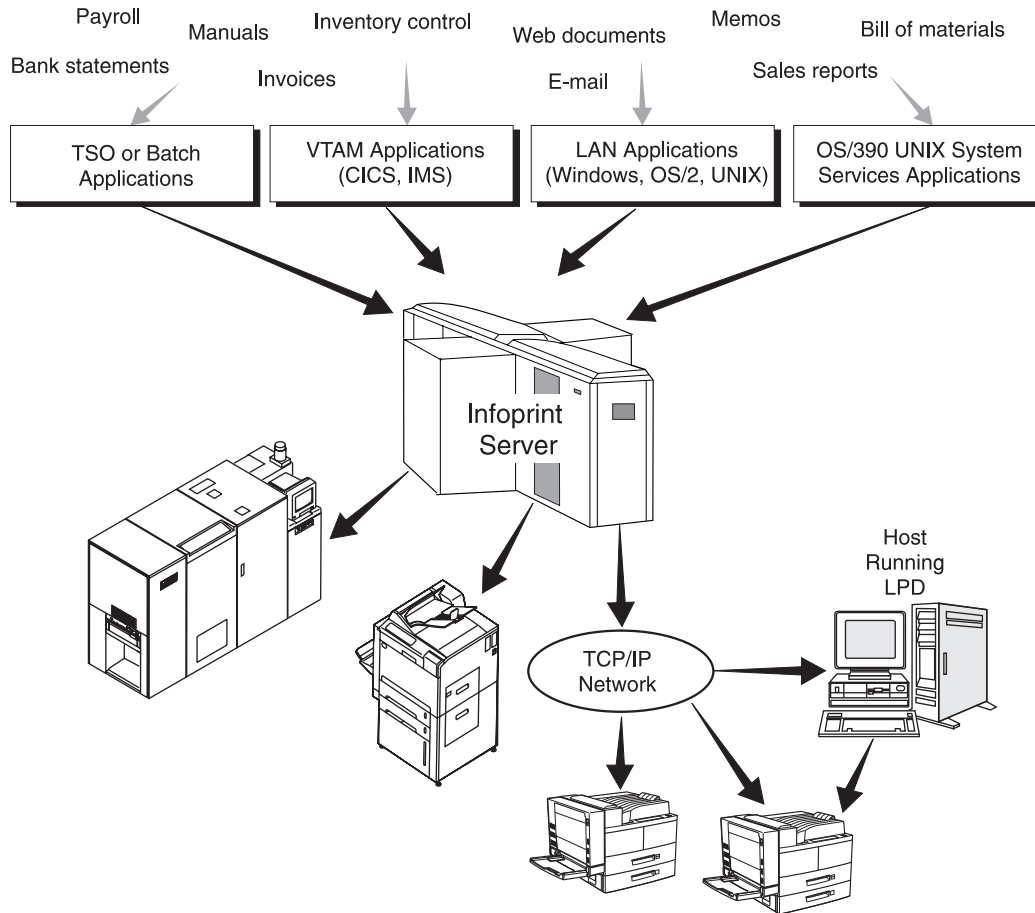 Payroll
Manuals
Inventory control
Web documents
Memos
Bill of materials
Bank statements
Invoices
E-mail
Sales reports
TSO or Batch
Applications
VTAM Applications
(CICS, IMS)
LAN Applications
(Windows, OS/2, UNIX)
OS/390 UNIX System
Services Applications
Infoprint
Server
Host
Running
LPD
TCP/IP
Network